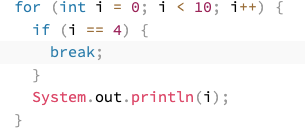 for (int i = 0; i < 10; i++) {
  if (i == 4) {
    break;
  }
  System.out.println(i);
}